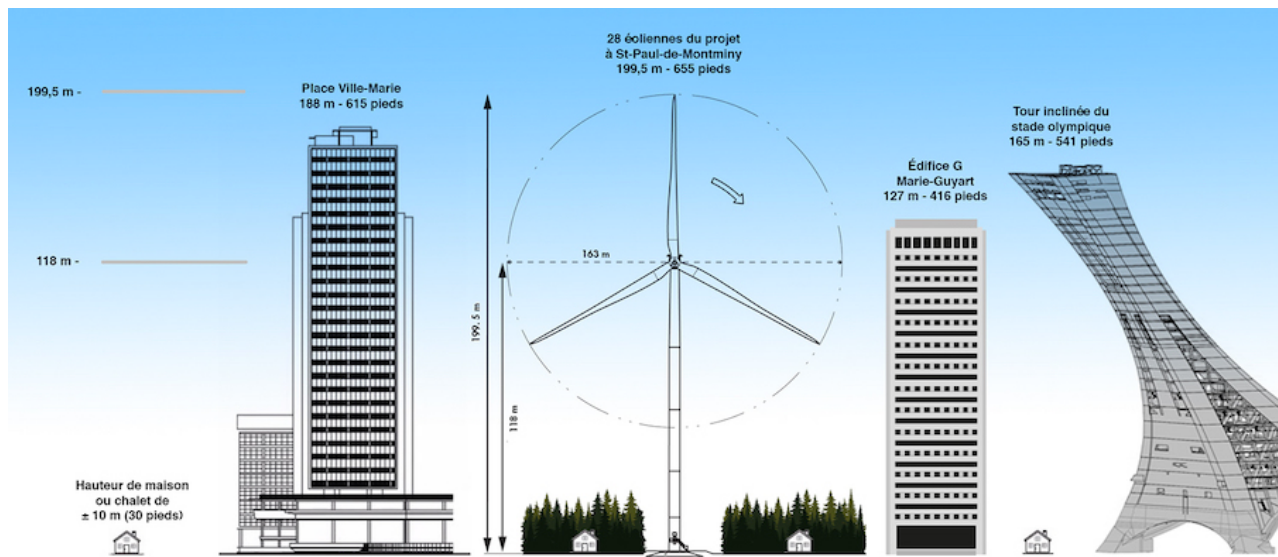 28 éoliennes du projet
à St-Paul-de-Montminy
199,5 m - 655 pieds
199,5 m -
Place Ville-Marie
188 m - 615 pieds
Tour inclinée du
stade olympique
165 m - 541 pieds
Édifice G
Marie-Guyart
127 m - 416 pieds
118 m -
163 m
199.5 m
118 m
Hauteur de maison
ou chalet de
± 10 m (30 pieds)